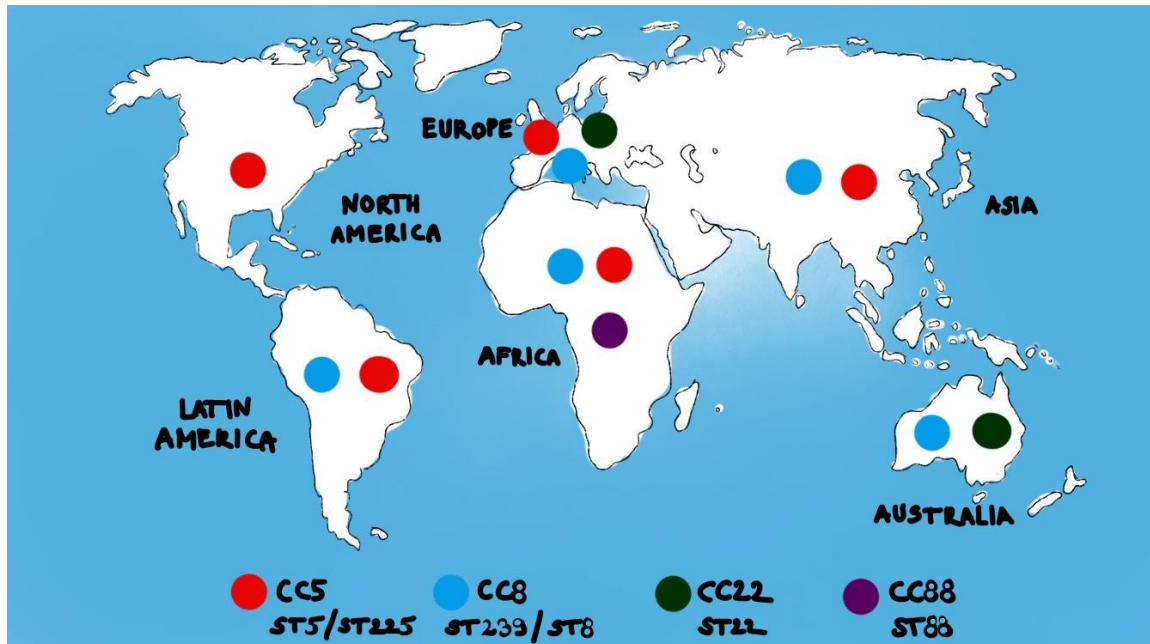 EUROPE
NORTH
AMERICA
ASIA
AFRICA
LATIN
AMERICA
AUSTRALIA
CC5 CC8 CC22 CC88
ST5/ST225 ST239/ST8 ST22 ST88